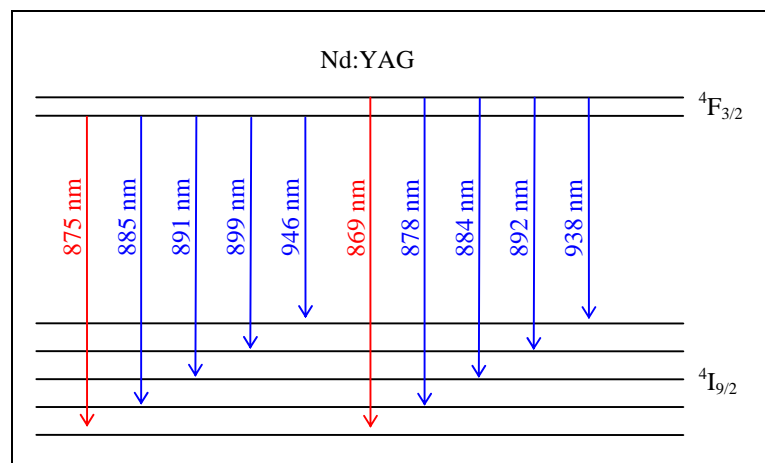 Nd:YAG
⁴F₃/₂
875 nm
885 nm
891 nm
899 nm
946 nm
869 nm
878 nm
884 nm
892 nm
938 nm
⁴I₉/₂